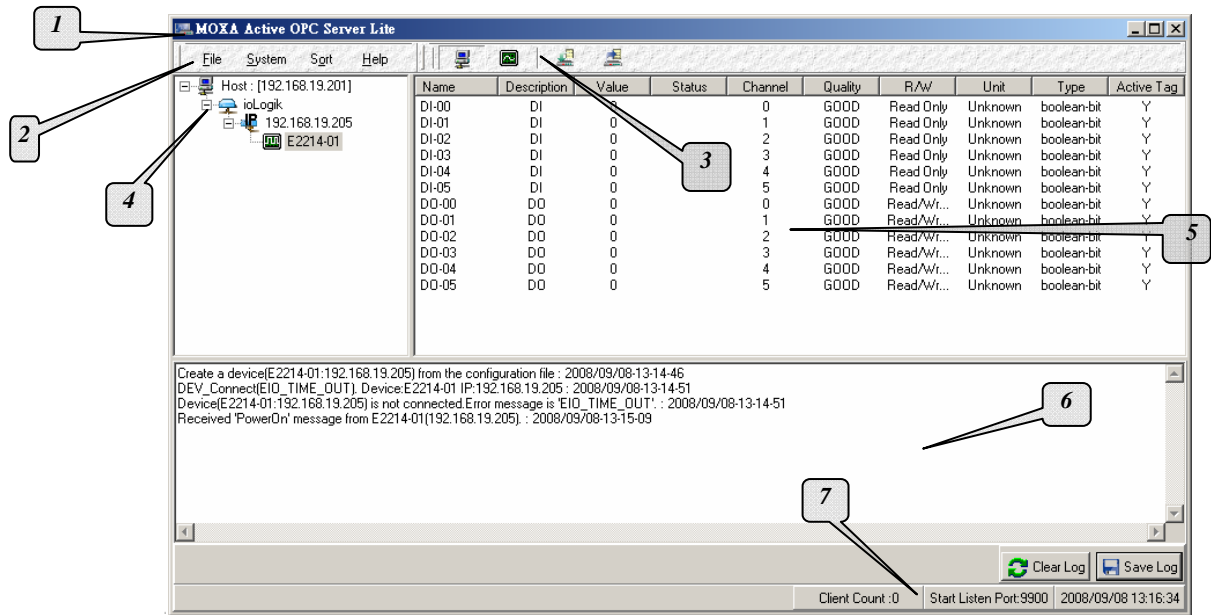 1
MOXA Active OPC Server Lite
2
File System Sort Help
3
4
Host : [192.168.19.201]
ioLogik
192.168.19.205
E2214-01
Name Description Value Status Channel Quality R/W Unit Type Active Tag
DI-00 DI 0 0 GOOD Read Only Unknown boolean-bit Y
DI-01 DI 0 1 GOOD Read Only Unknown boolean-bit Y
DI-02 DI 0 2 GOOD Read Only Unknown boolean-bit Y
DI-03 DI 0 3 GOOD Read Only Unknown boolean-bit Y
DI-04 DI 0 4 GOOD Read Only Unknown boolean-bit Y
DI-05 DI 0 5 GOOD Read Only Unknown boolean-bit Y
DO-00 DO 0 0 GOOD Read/Wr... Unknown boolean-bit Y
DO-01 DO 0 1 GOOD Read/Wr... Unknown boolean-bit Y
DO-02 DO 0 2 GOOD Read/Wr... Unknown boolean-bit Y
DO-03 DO 0 3 GOOD Read/Wr... Unknown boolean-bit Y
DO-04 DO 0 4 GOOD Read/Wr... Unknown boolean-bit Y
DO-05 DO 0 5 GOOD Read/Wr... Unknown boolean-bit Y
5
Create a device(E2214-01:192.168.19.205) from the configuration file : 2008/09/08-13-14-46
DEV_Connect(EIO_TIME_OUT). Device:E2214-01 IP:192.168.19.205 : 2008/09/08-13-14-51
Device(E2214-01:192.168.19.205) is not connected.Error message is 'EIO_TIME_OUT'. : 2008/09/08-13-14-51
Received 'PowerOn' message from E2214-01(192.168.19.205). : 2008/09/08-13-15-09
6
7
Clear Log Save Log
Client Count :0 Start Listen Port:9900 2008/09/08 13:16:34